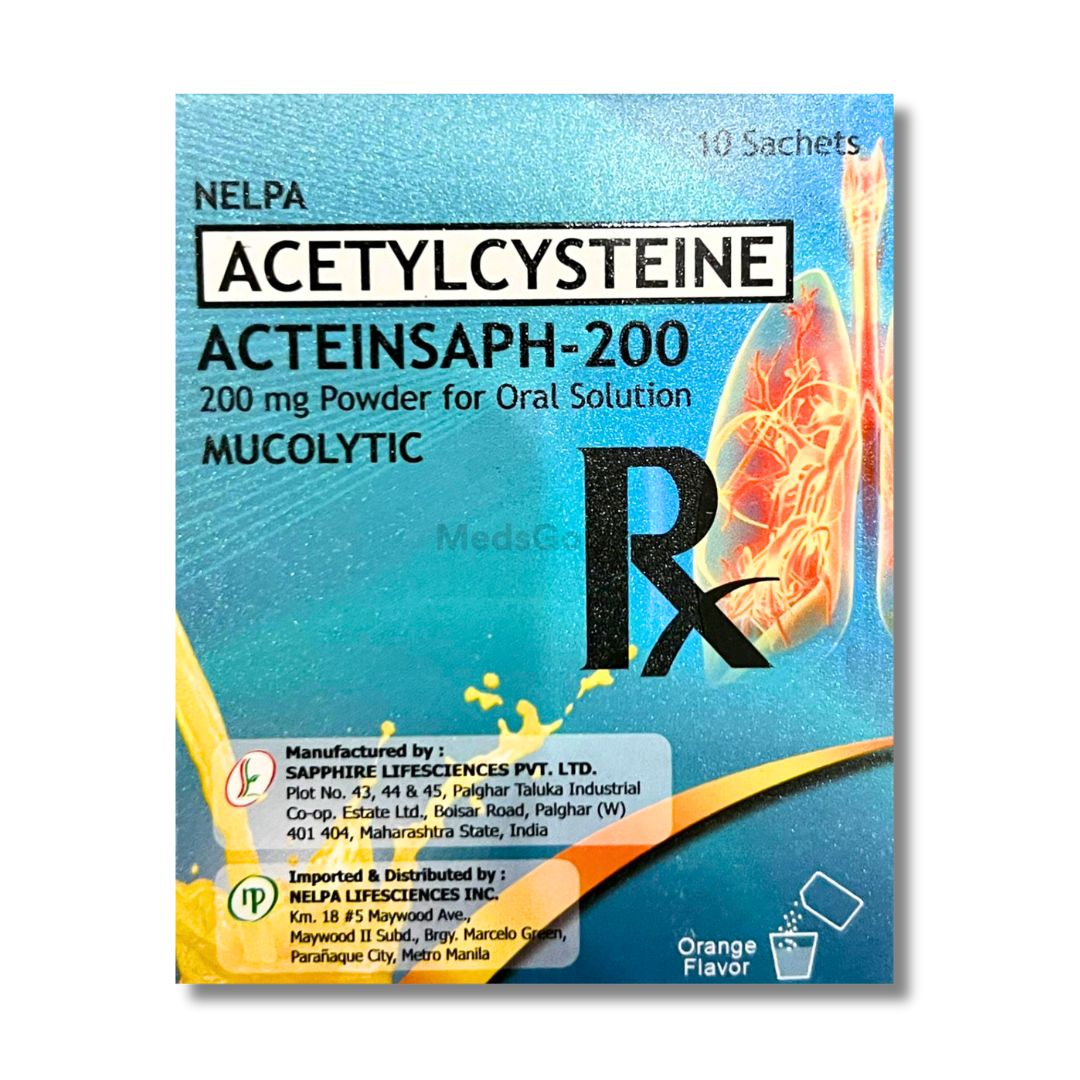 10 Sachets
NELPA
ACETYLCYSTEINE
ACTEINSAPH-200
200 mg Powder for Oral Solution
MUCOLYTIC
Rx
MedsGo
Manufactured by :
SAPPHIRE LIFESCIENCES PVT. LTD.
Plot No. 43, 44 & 45, Palghar Taluka Industrial
Co-op. Estate Ltd., Boisar Road, Palghar (W)
401 404, Maharashtra State, India
np
Imported & Distributed by :
NELPA LIFESCIENCES INC.
Km. 18 #5 Maywood Ave.,
Maywood II Subd., Brgy. Marcelo Green,
Parañaque City, Metro Manila
Orange
Flavor